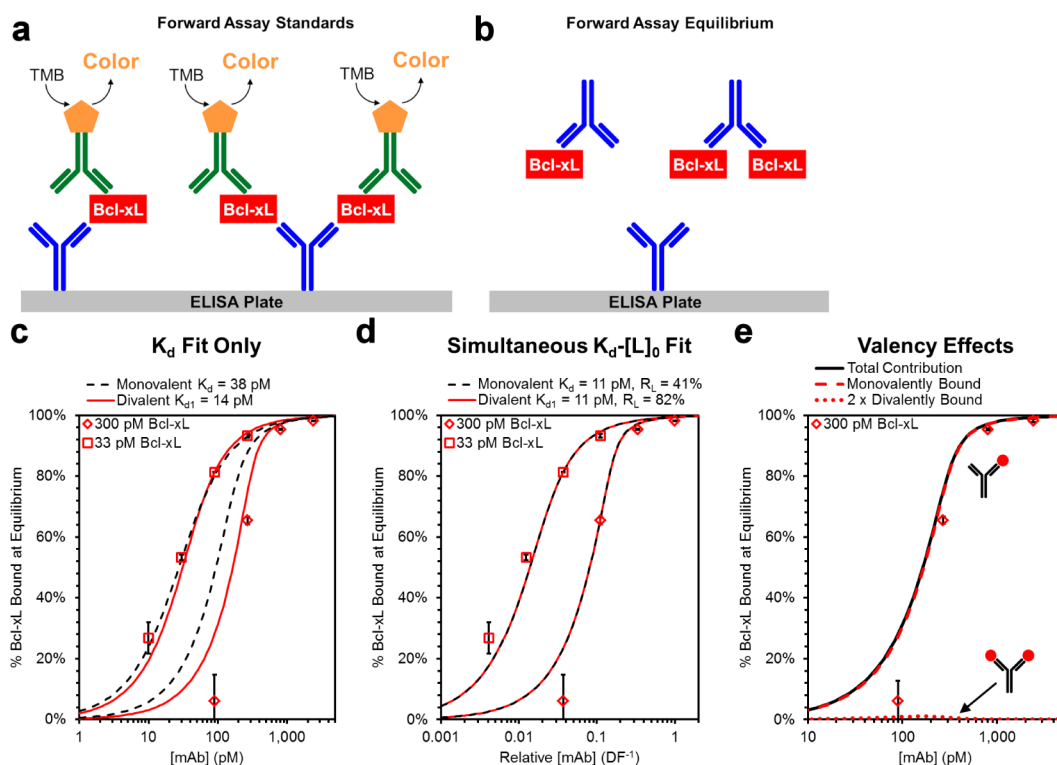 a
Forward Assay Standards
TMB
Color
TMB
Color
TMB
Color
Bcl-xL
Bcl-xL
Bcl-xL
ELISA Plate
b
Forward Assay Equilibrium
Bcl-xL
Bcl-xL
Bcl-xL
ELISA Plate
c
Kd Fit Only
Monovalent Kd = 38 pM
Divalent Kd1 = 14 pM
300 pM Bcl-xL
33 pM Bcl-xL
% Bcl-xL Bound at Equilibrium
100%
80%
60%
40%
20%
0%
1
10
100
1,000
[mAb] (pM)
d
Simultaneous Kd-[L]0 Fit
Monovalent Kd = 11 pM, RL = 41%
Divalent Kd1 = 11 pM, RL = 82%
300 pM Bcl-xL
33 pM Bcl-xL
% Bcl-xL Bound at Equilibrium
100%
80%
60%
40%
20%
0%
0.001
0.01
0.1
1
Relative [mAb] (DF-1)
e
Valency Effects
Total Contribution
Monovalently Bound
2 x Divalently Bound
300 pM Bcl-xL
% Bcl-xL Bound at Equilibrium
100%
80%
60%
40%
20%
0%
10
100
1,000
[mAb] (pM)